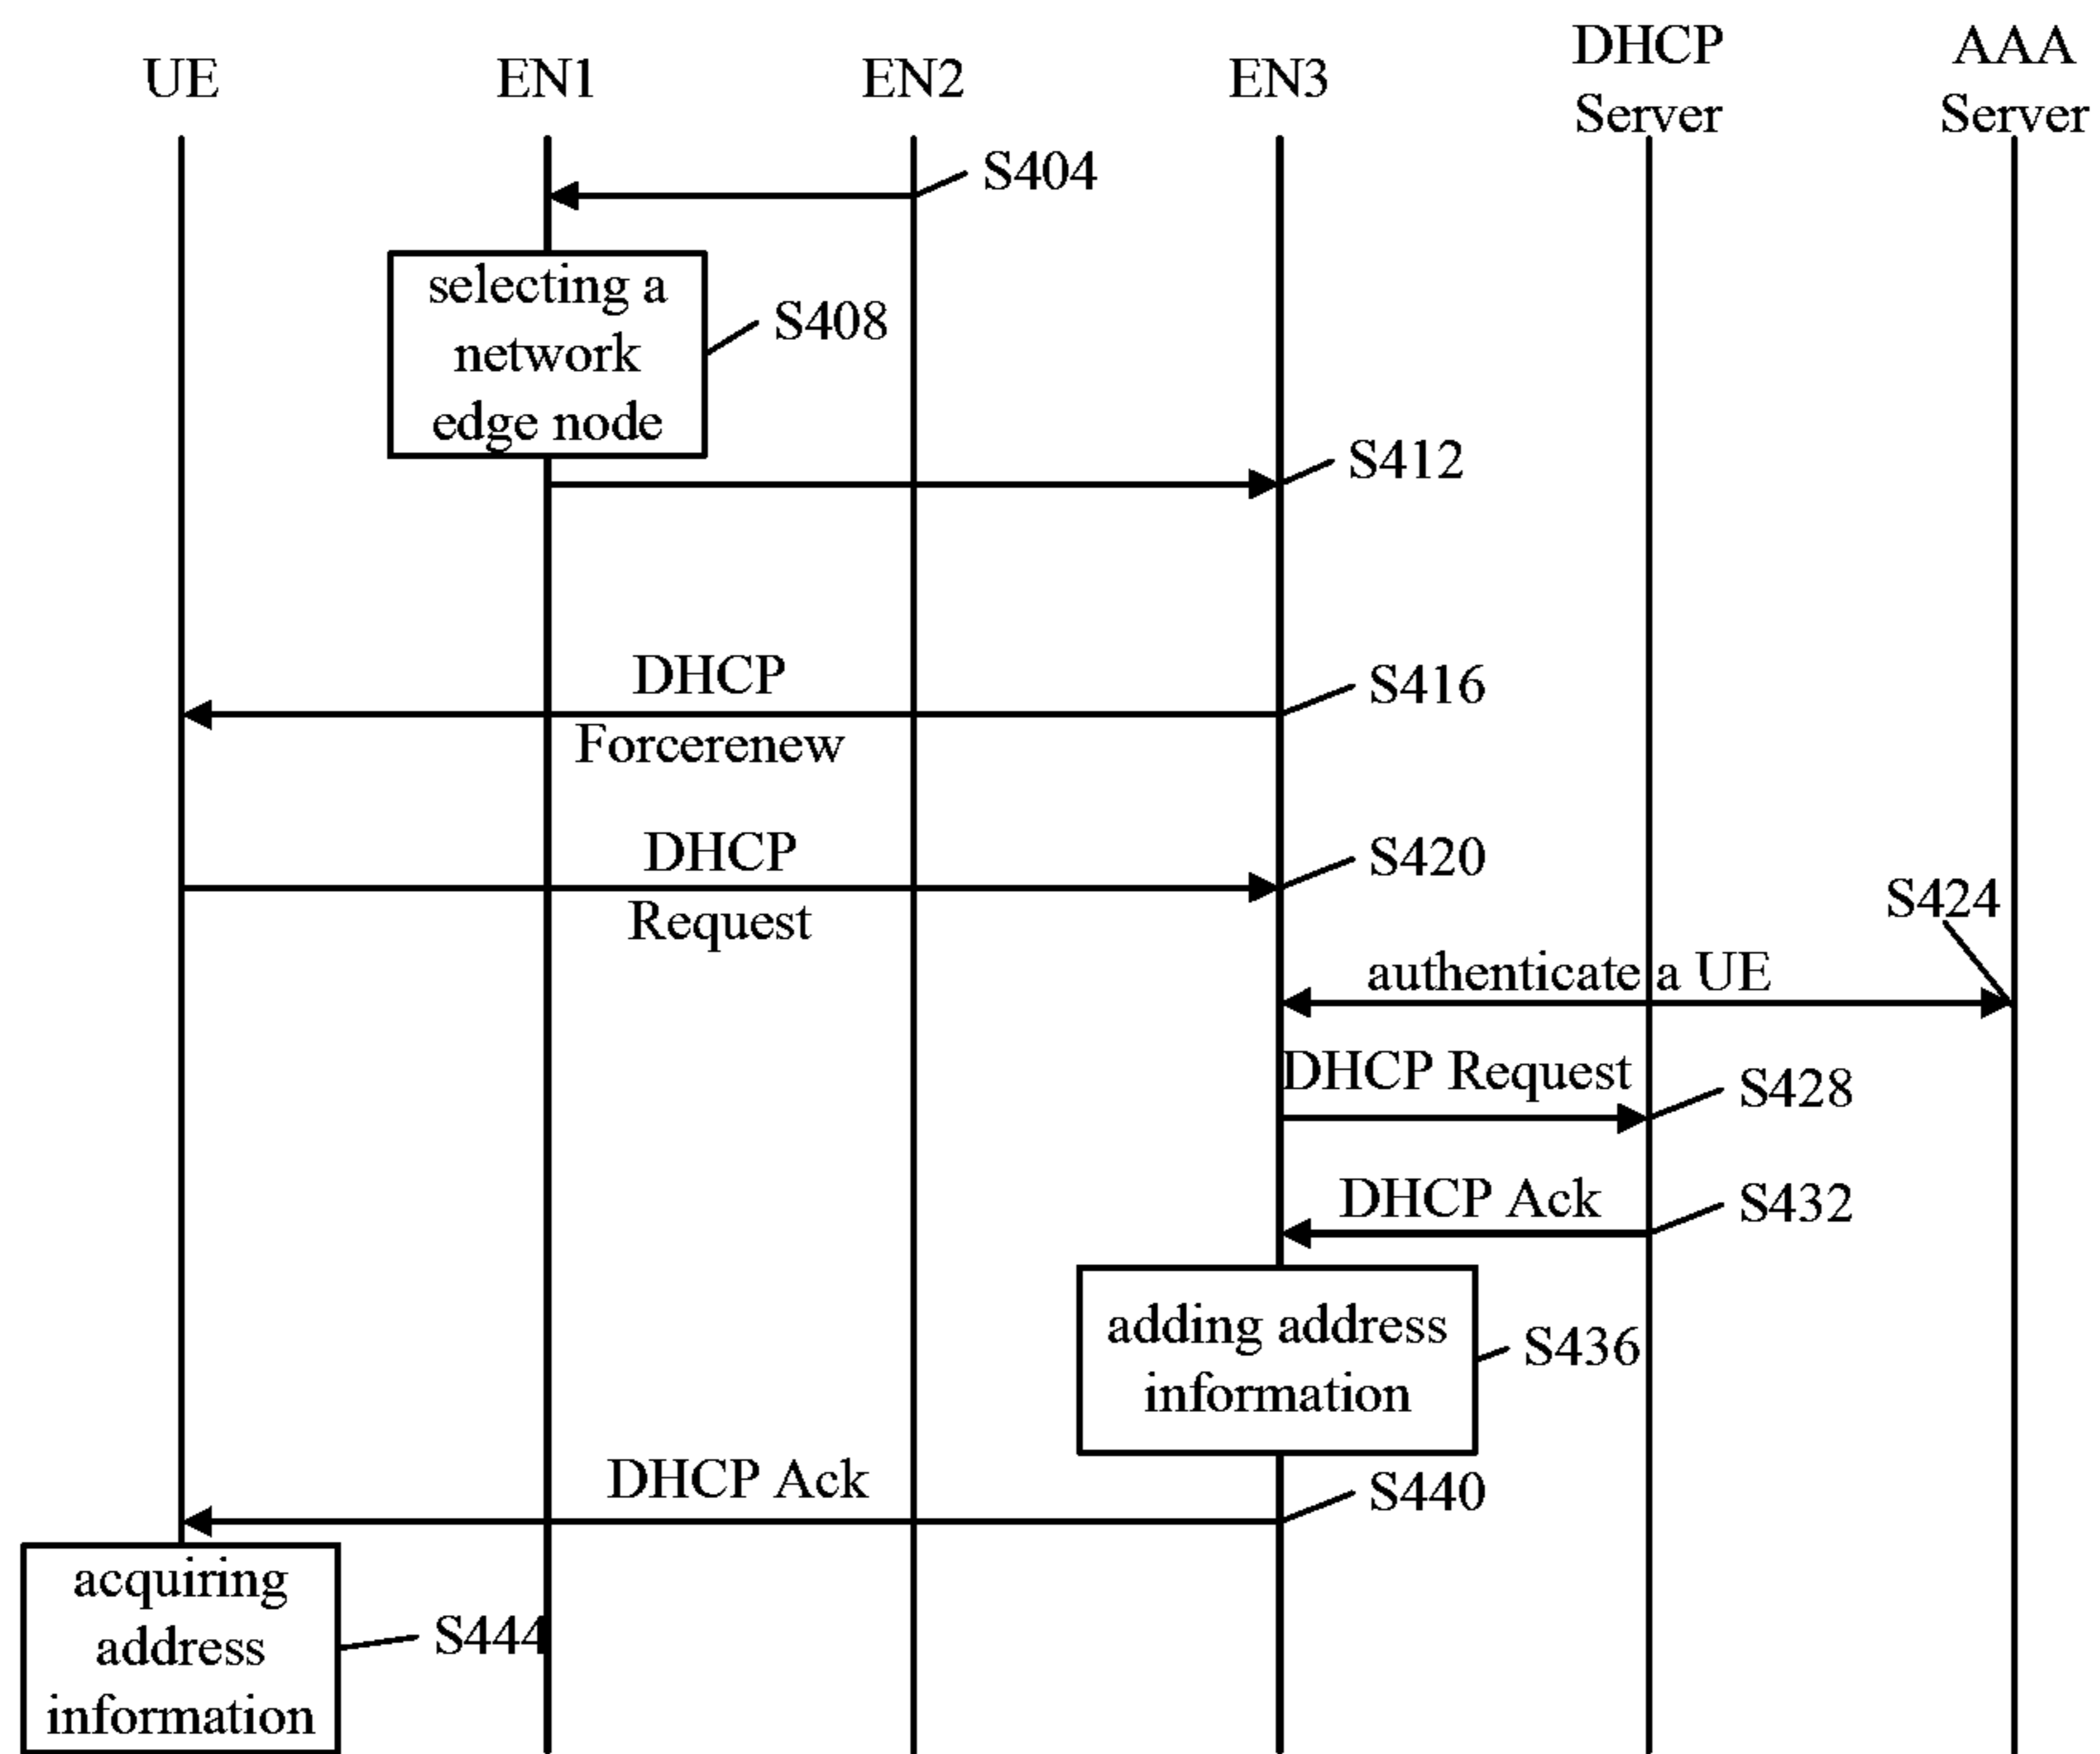 UE
EN1
EN2
EN3
DHCP
Server
AAA
Server
S404
selecting a
network
edge node
S408
S412
DHCP
Forcerenew
S416
DHCP
Request
S420
S424
authenticate a UE
DHCP Request
S428
DHCP Ack
S432
adding address
information
S436
DHCP Ack
S440
acquiring
address
information
S444